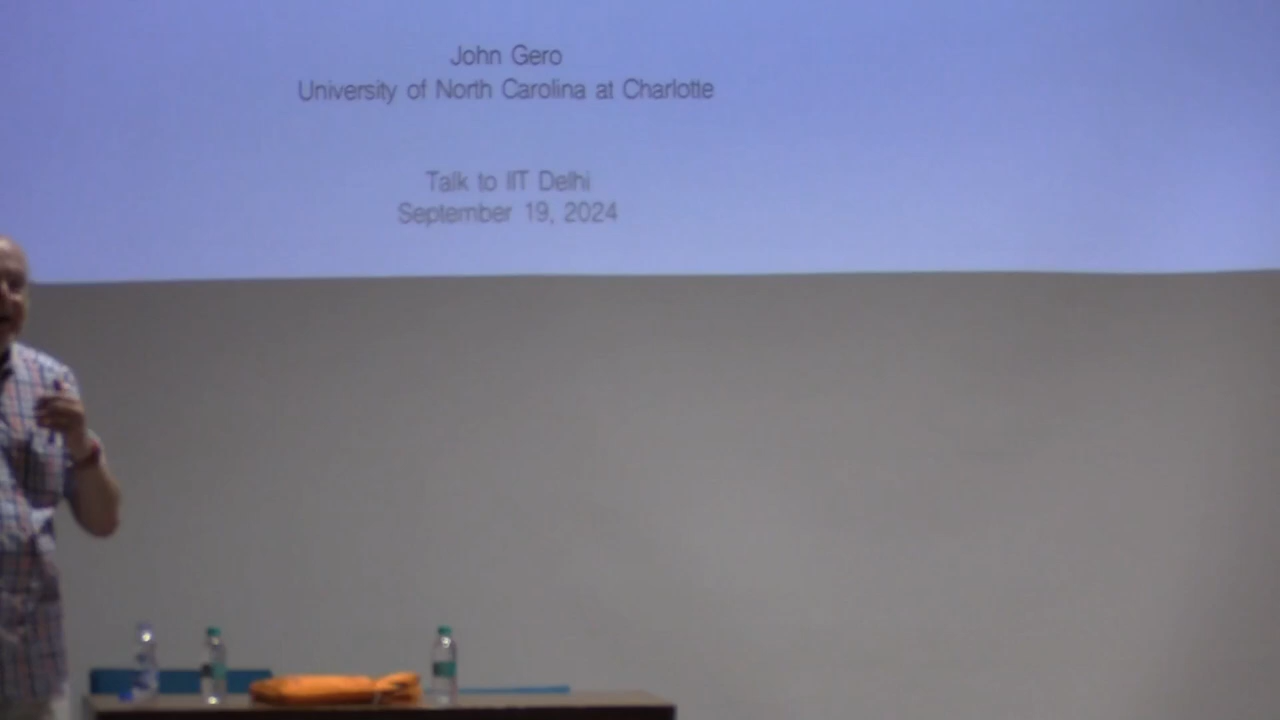 John Gero
University of North Carolina at Charlotte
Talk to IIT Delhi
September 19, 2024